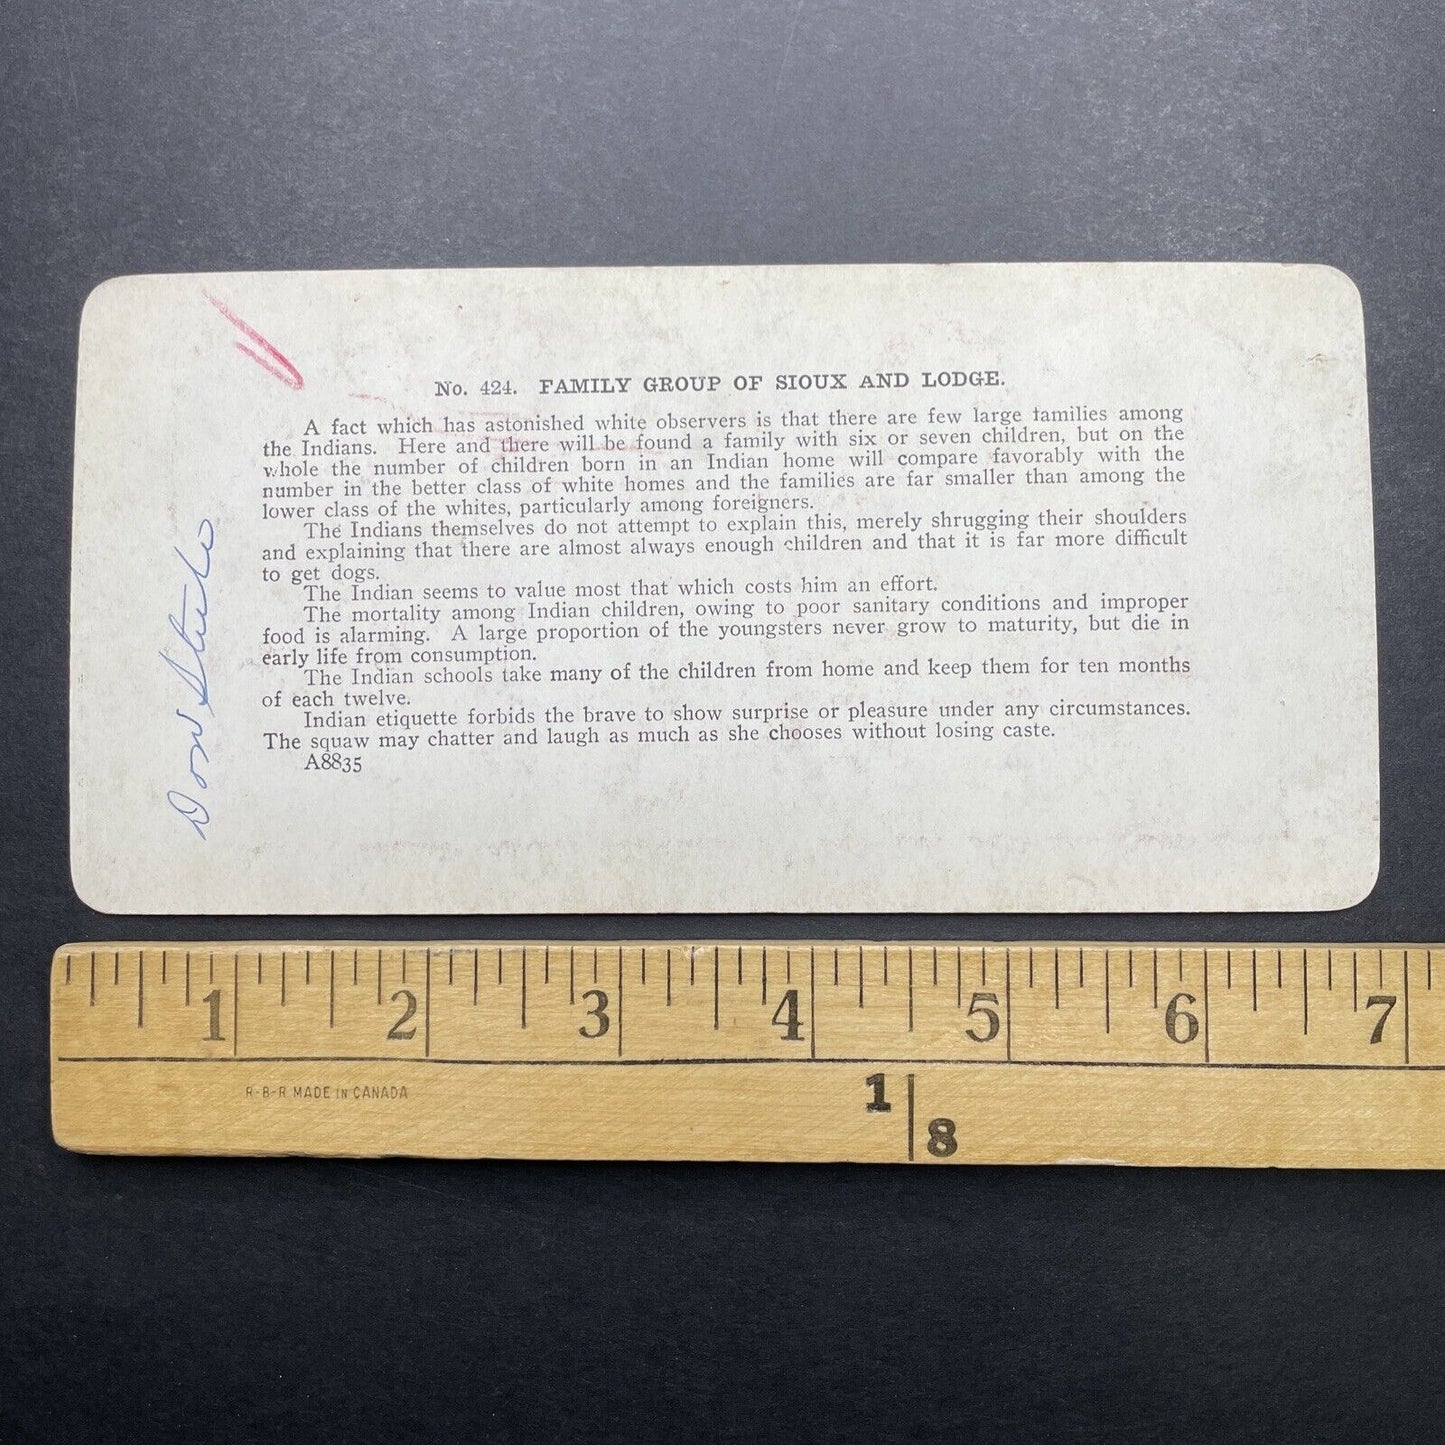 No. 424. FAMILY GROUP OF SIOUX AND LODGE.
A fact which has astonished white observers is that there are few large families among
the Indians. Here and there will be found a family with six or seven children, but on the
whole the number of children born in an Indian home will compare favorably with the
number in the better class of white homes and the families are far smaller than among the
lower class of the whites, particularly among foreigners.
The Indians themselves do not attempt to explain this, merely shrugging their shoulders
and explaining that there are almost always enough children and that it is far more difficult
to get dogs.
The Indian seems to value most that which costs him an effort.
The mortality among Indian children, owing to poor sanitary conditions and improper
food is alarming. A large proportion of the youngsters never grow to maturity, but die in
early life from consumption.
The Indian schools take many of the children from home and keep them for ten months
of each twelve.
Indian etiquette forbids the brave to show surprise or pleasure under any circumstances.
The squaw may chatter and laugh as much as she chooses without losing caste.
A8835
Don
1 2 3 4 5 6 7
R-B-R MADE IN CANADA
1
8